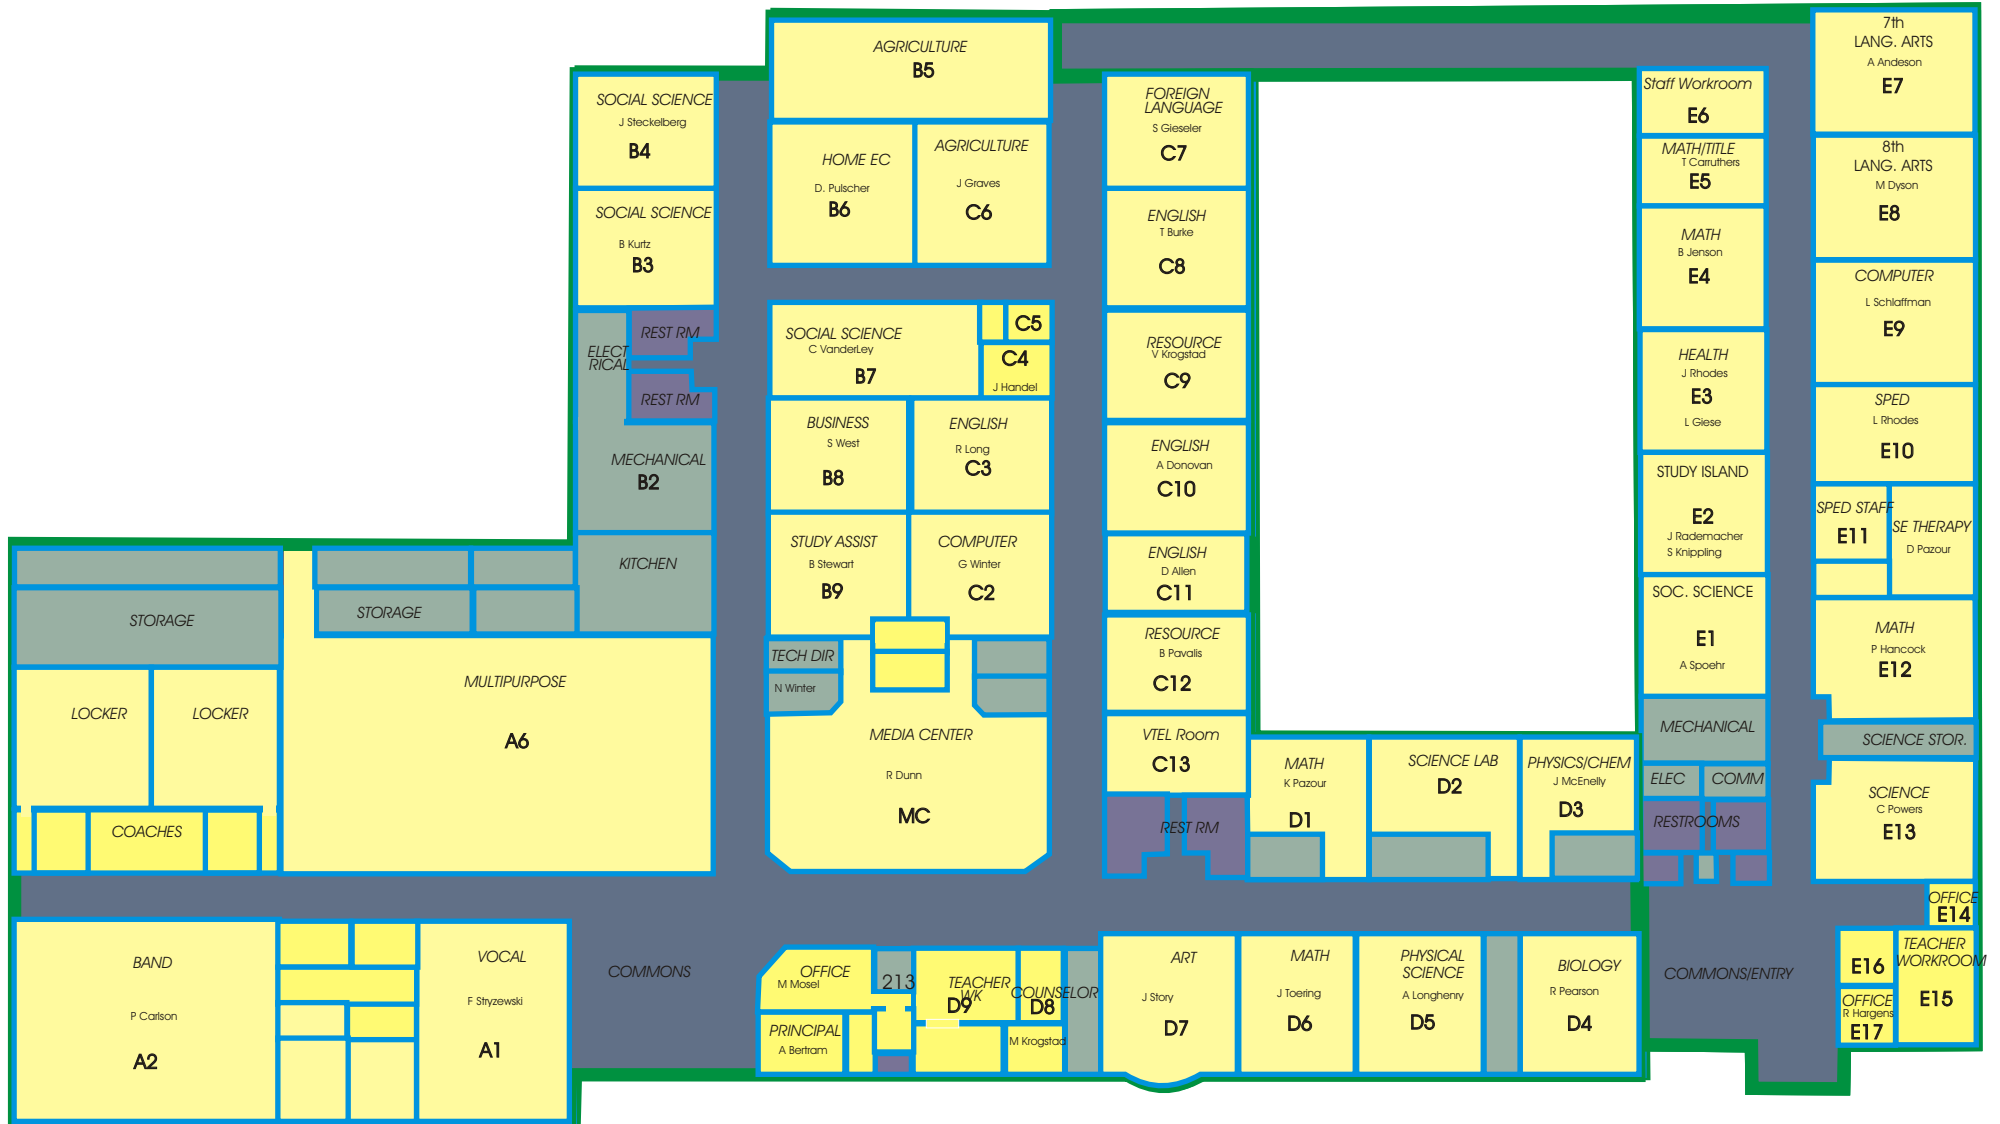 AGRICULTURE
B5
SOCIAL SCIENCE
J Steckelberg
B4
SOCIAL SCIENCE
B Kurtz
B3
HOME EC
D. Pulscher
B6
AGRICULTURE
J Graves
C6
ELECT
RICAL
REST RM
REST RM
MECHANICAL
B2
KITCHEN
SOCIAL SCIENCE
C VanderLey
B7
C5
C4
J Handel
BUSINESS
S West
B8
ENGLISH
R Long
C3
STUDY ASSIST
B Stewart
B9
COMPUTER
G Winter
C2
TECH DIR
N Winter
MEDIA CENTER
R Dunn
MC
STORAGE
STORAGE
LOCKER
LOCKER
COACHES
MULTIPURPOSE
A6
BAND
P Carlson
A2
VOCAL
F Stryzewski
A1
COMMONS
FOREIGN
LANGUAGE
S Gieseler
C7
ENGLISH
T Burke
C8
RESOURCE
V Krogstad
C9
ENGLISH
A Donovan
C10
ENGLISH
D Allen
C11
RESOURCE
B Pavalis
C12
VTEL Room
C13
REST RM
MATH
K Pazour
D1
SCIENCE LAB
D2
PHYSICS/CHEM
J McEnelly
D3
OFFICE
M Mosel
213
TEACHER
WK
D9
COUNSELOR
D8
PRINCIPAL
A Bertram
M Krogstad
ART
J Story
D7
MATH
J Toering
D6
PHYSICAL
SCIENCE
A Longhenry
D5
BIOLOGY
R Pearson
D4
Staff Workroom
E6
MATH/TITLE
T Carruthers
E5
MATH
B Jenson
E4
HEALTH
J Rhodes
E3
L Giese
STUDY ISLAND
E2
J Rademacher
S Knippling
SOC. SCIENCE
E1
A Spoehr
MECHANICAL
ELEC
COMM
RESTROOMS
COMMONS/ENTRY
7th
LANG. ARTS
A Andeson
E7
8th
LANG. ARTS
M Dyson
E8
COMPUTER
L Schlaffman
E9
SPED
L Rhodes
E10
SPED STAFF
E11
SE THERAPY
D Pazour
MATH
P Hancock
E12
SCIENCE STOR.
SCIENCE
C Powers
E13
OFFICE
E14
E16
TEACHER
WORKROOM
E15
OFFICE
R Hargens
E17